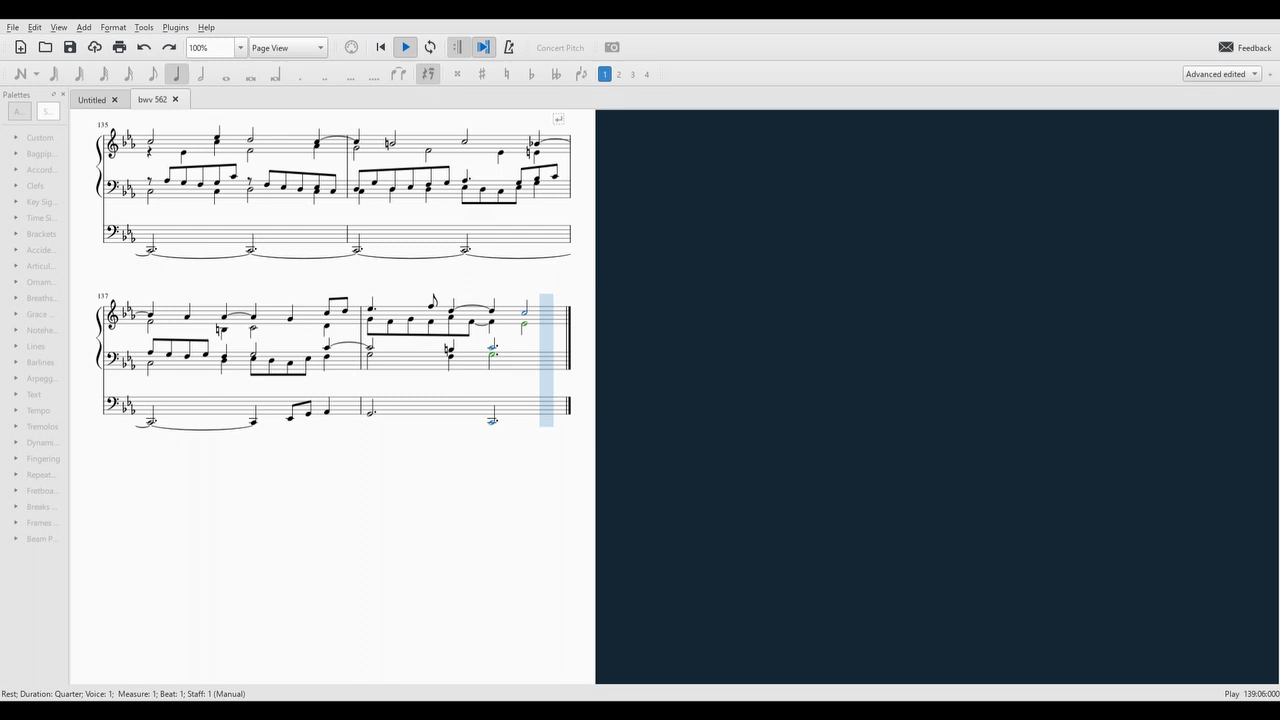 File Edit View Add Format Tools Plugins Help
100% Page View Concert Pitch Feedback
1 2 3 4 Advanced edited
Palettes Untitled bwv 562
A... S...
Custom
Bagpip...
Accord...
Clefs
Key Sig...
Time Si...
Brackets
Accide...
Articul...
Ornam...
Breaths...
Grace ...
Notehe...
Lines
Barlines
Arpegg...
Text
Tempo
Tremolos
Dynami...
Fingering
Repeat...
Fretboa...
Breaks ...
Frames ...
Beam P...
135
137
Rest; Duration: Quarter; Voice: 1; Measure: 1; Beat: 1; Staff: 1 (Manual) Play 139:06:000